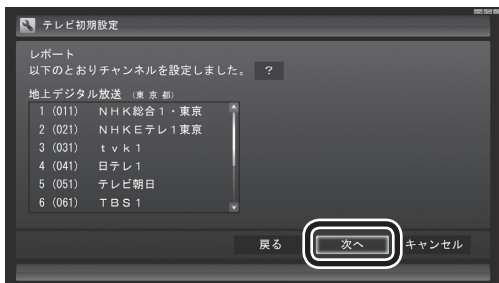 テレビ初期設定
レポート
以下のとおりチャンネルを設定しました。 ?
地上デジタル放送 (東京都)
1 (011) NHK総合1・東京
2 (021) NHKEテレ1東京
3 (031) tvk1
4 (041) 日テレ1
5 (051) テレビ朝日
6 (061) TBS1
戻る 次へ キャンセル